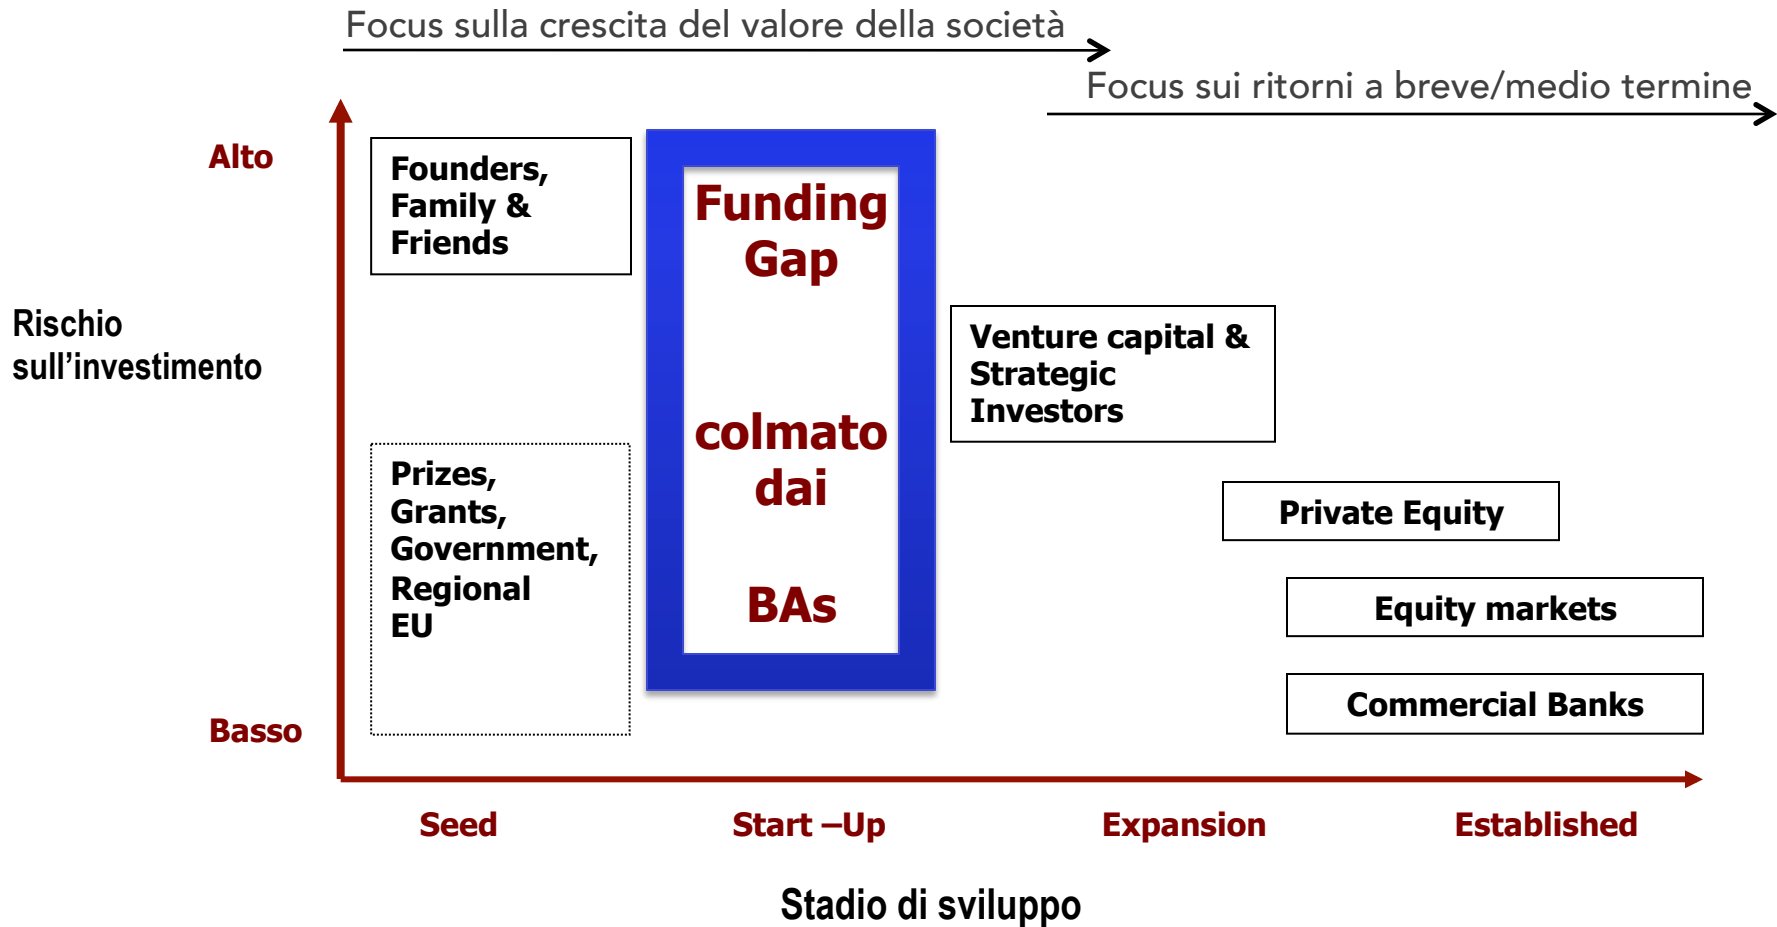 Focus sulla crescita del valore della società
Focus sui ritorni a breve/medio termine
Alto
Founders,
Family &
Friends
Funding
Gap
Rischio
sull’investimento
Venture capital &
Strategic
Investors
colmato
dai
Prizes,
Grants,
Government,
Regional
EU
Private Equity
BAs
Equity markets
Commercial Banks
Basso
Seed
Start –Up
Expansion
Established
Stadio di sviluppo